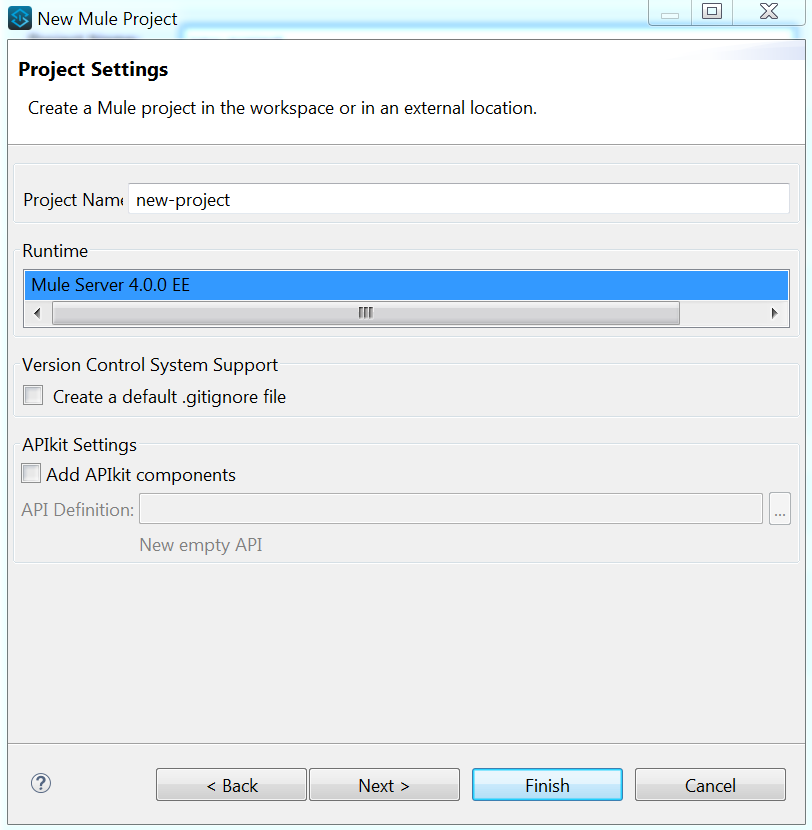 New Mule Project
Project Settings
Create a Mule project in the workspace or in an external location.
Project Name new-project
Runtime
Mule Server 4.0.0 EE
Version Control System Support
Create a default .gitignore file
APIkit Settings
Add APIkit components
API Definition: ...
New empty API
? < Back Next > Finish Cancel